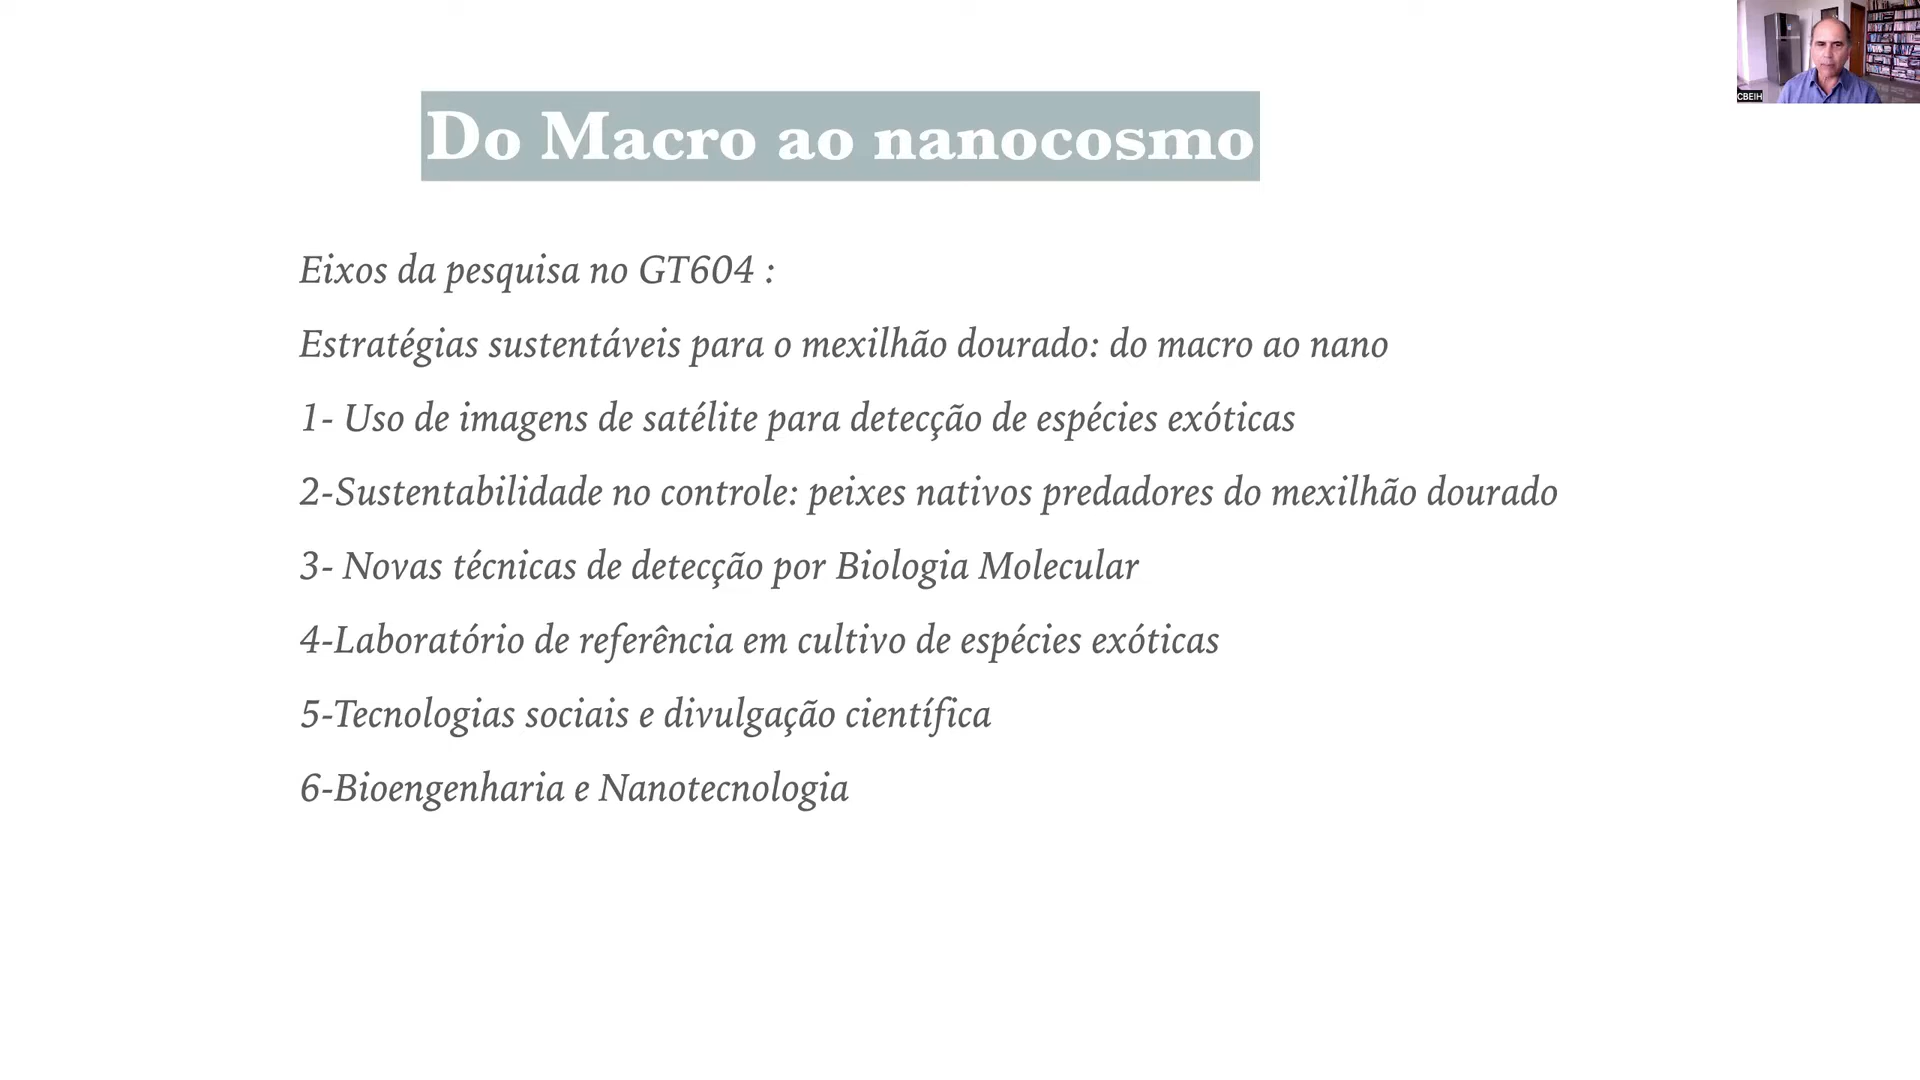 Do Macro ao nanocosmo
CBEIH
Eixos da pesquisa no GT604 :
Estratégias sustentáveis para o mexilhão dourado: do macro ao nano
1- Uso de imagens de satélite para detecção de espécies exóticas
2-Sustentabilidade no controle: peixes nativos predadores do mexilhão dourado
3- Novas técnicas de detecção por Biologia Molecular
4-Laboratório de referência em cultivo de espécies exóticas
5-Tecnologias sociais e divulgação científica
6-Bioengenharia e Nanotecnologia